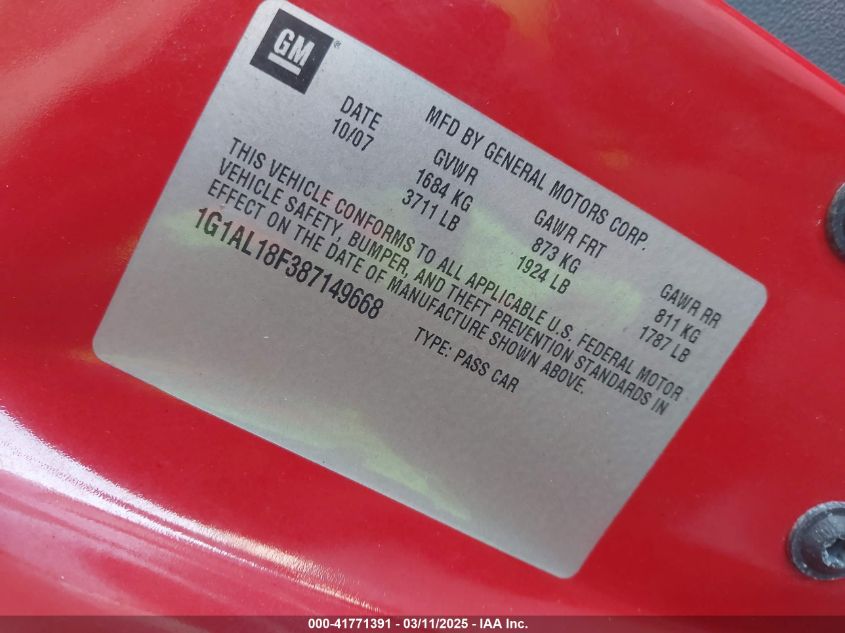 GM
MFD BY GENERAL MOTORS CORP.
DATE GVWR GAWR FRT GAWR RR
10/07 1684 KG 873 KG 811 KG
3711 LB 1924 LB 1787 LB
THIS VEHICLE CONFORMS TO ALL APPLICABLE U.S. FEDERAL MOTOR
VEHICLE SAFETY, BUMPER, AND THEFT PREVENTION STANDARDS IN
EFFECT ON THE DATE OF MANUFACTURE SHOWN ABOVE.
1G1AL18F387149668
TYPE: PASS CAR
000-41771391 - 03/11/2025 - IAA Inc.